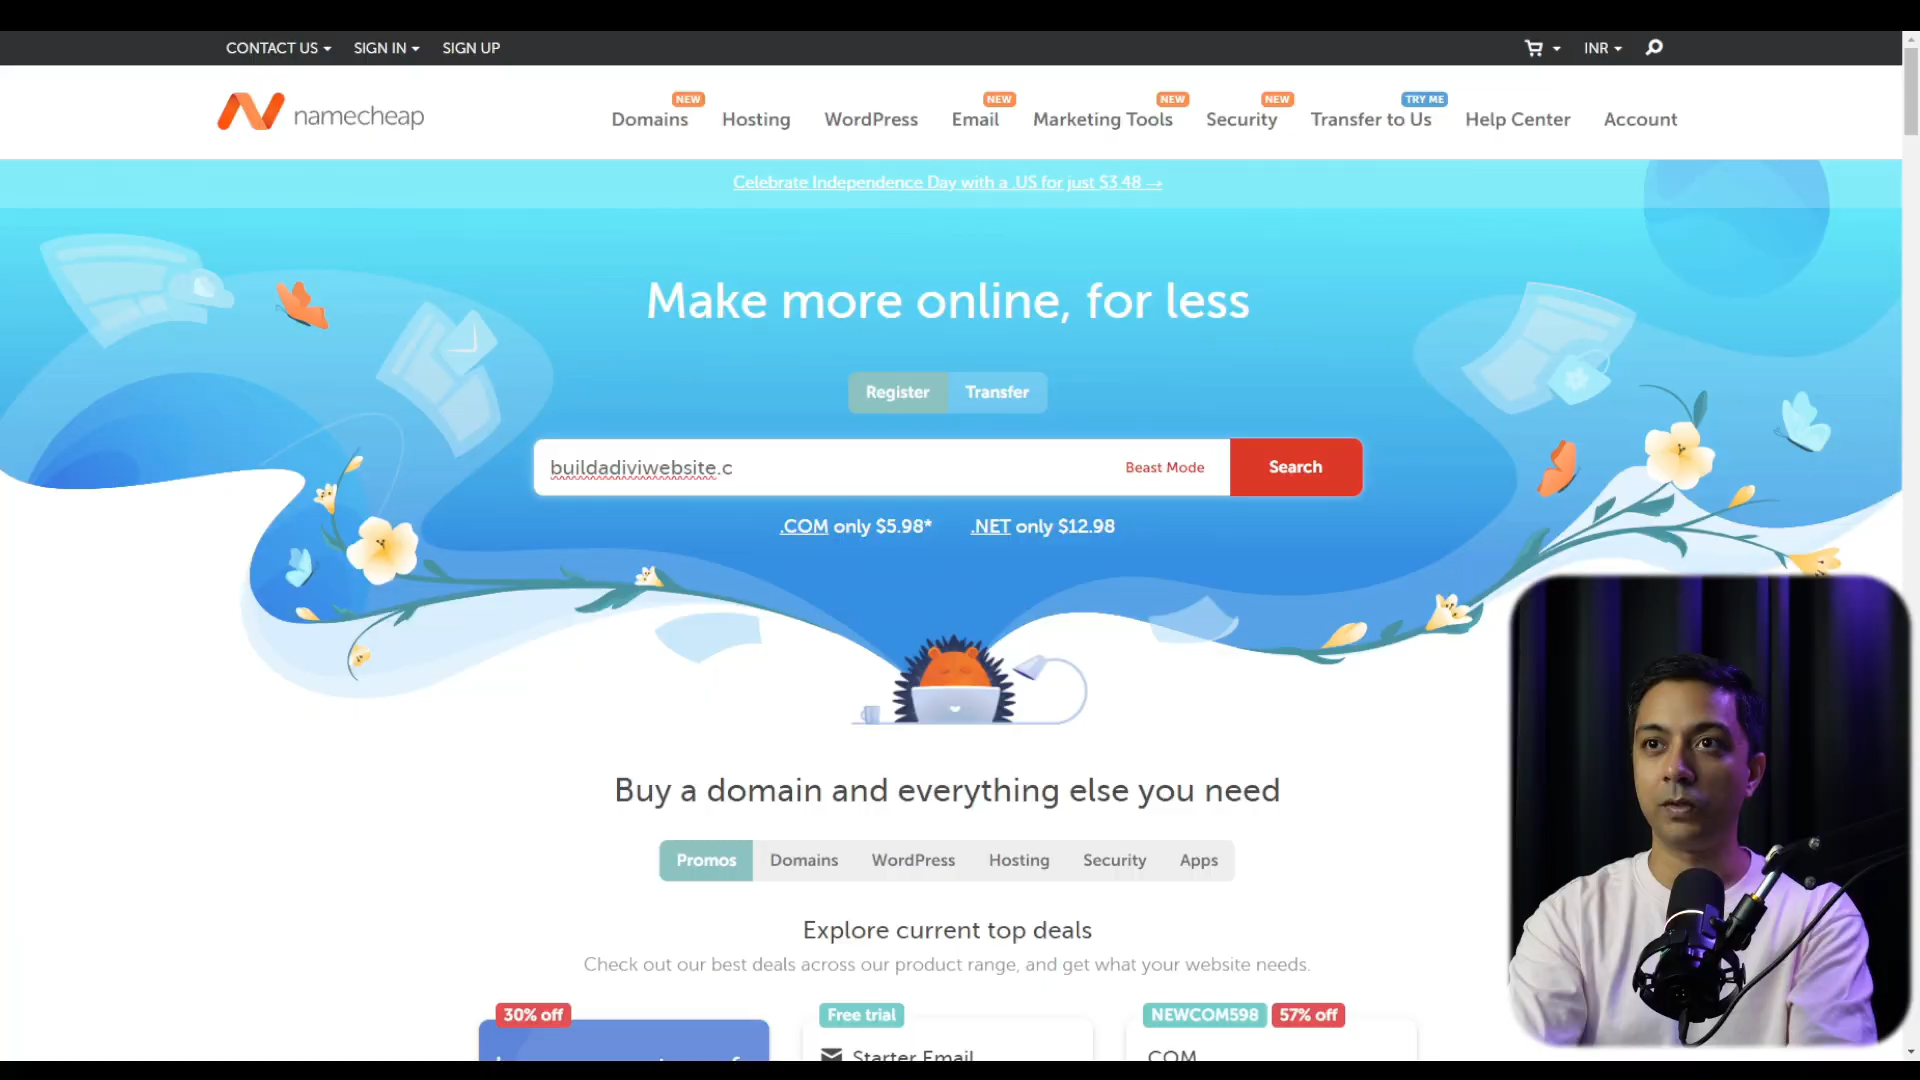 CONTACT US SIGN IN SIGN UP INR
namecheap
NEW NEW NEW NEW TRY ME
Domains Hosting WordPress Email Marketing Tools Security Transfer to Us Help Center Account
Celebrate Independence Day with a .US for just $3.48 →
Make more online, for less
Register Transfer
buildadiviwebsite.c Beast Mode Search
.COM only $5.98* .NET only $12.98
Buy a domain and everything else you need
Promos Domains WordPress Hosting Security Apps
Explore current top deals
Check out our best deals across our product range, and get what your website needs.
30% off Free trial NEWCOM598 57% off
Starter Email .COM